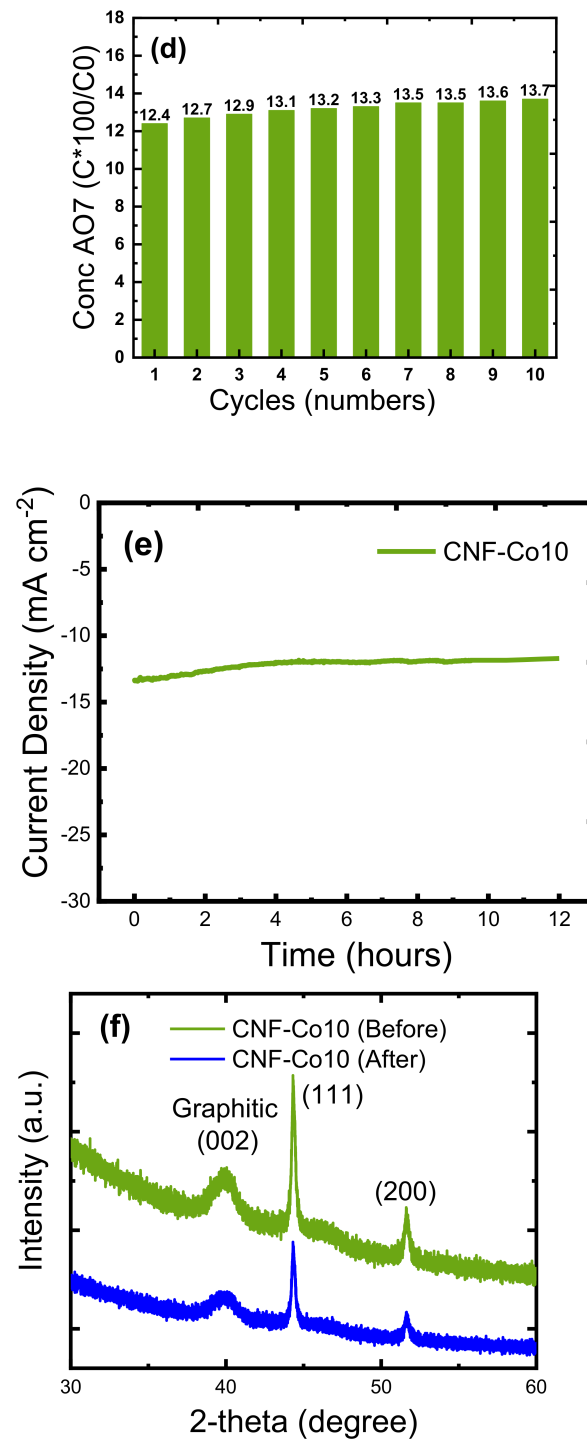 (d)
Conc AO7 (C*100/C0)
18
16
14
12
10
8
6
4
2
0
12.4 12.7 12.9 13.1 13.2 13.3 13.5 13.5 13.6 13.7
1 2 3 4 5 6 7 8 9 10
Cycles (numbers)
(e)
CNF-Co10
Current Density (mA cm-2)
0
-5
-10
-15
-20
-25
-30
0 2 4 6 8 10 12
Time (hours)
(f)
CNF-Co10 (Before)
CNF-Co10 (After)
Graphitic
(002)
(111)
(200)
Intensity (a.u.)
30 40 50 60
2-theta (degree)